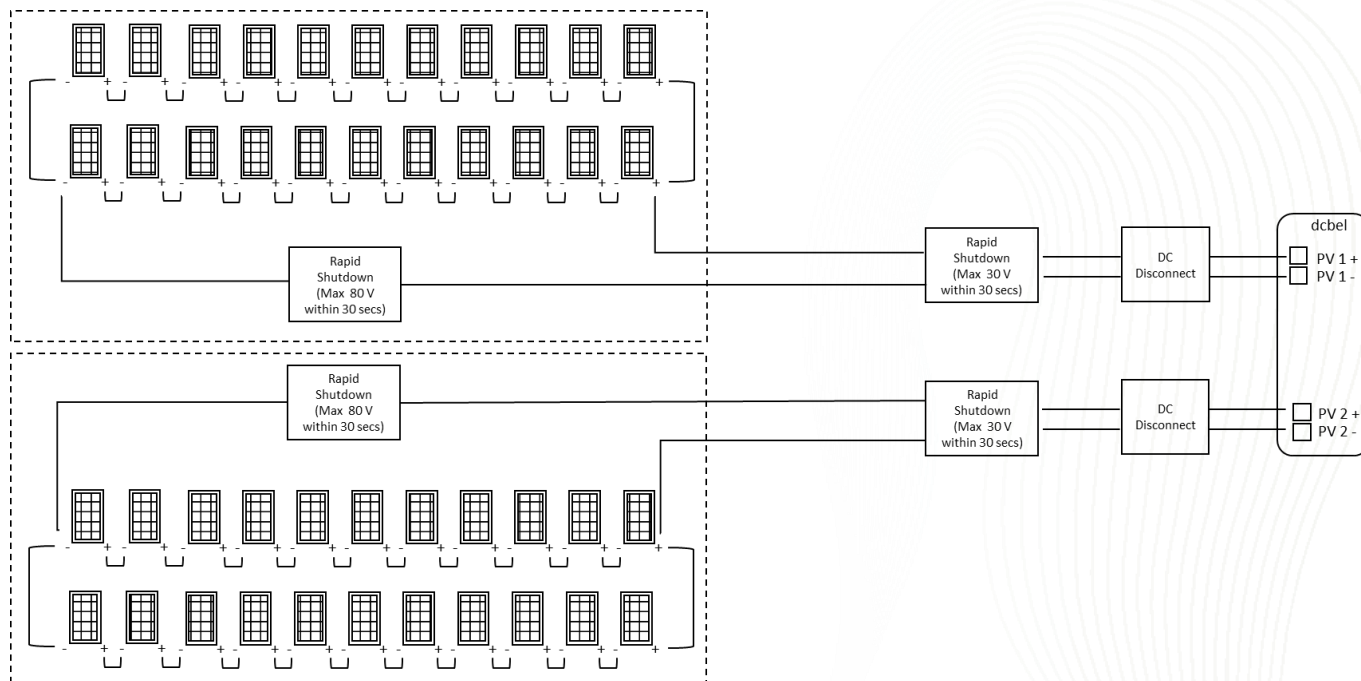 Rapid
Shutdown
(Max 80 V
within 30 secs)
Rapid
Shutdown
(Max 30 V
within 30 secs)
DC
Disconnect
dcbel
PV 1 +
PV 1 -
Rapid
Shutdown
(Max 80 V
within 30 secs)
Rapid
Shutdown
(Max 30 V
within 30 secs)
DC
Disconnect
PV 2 +
PV 2 -